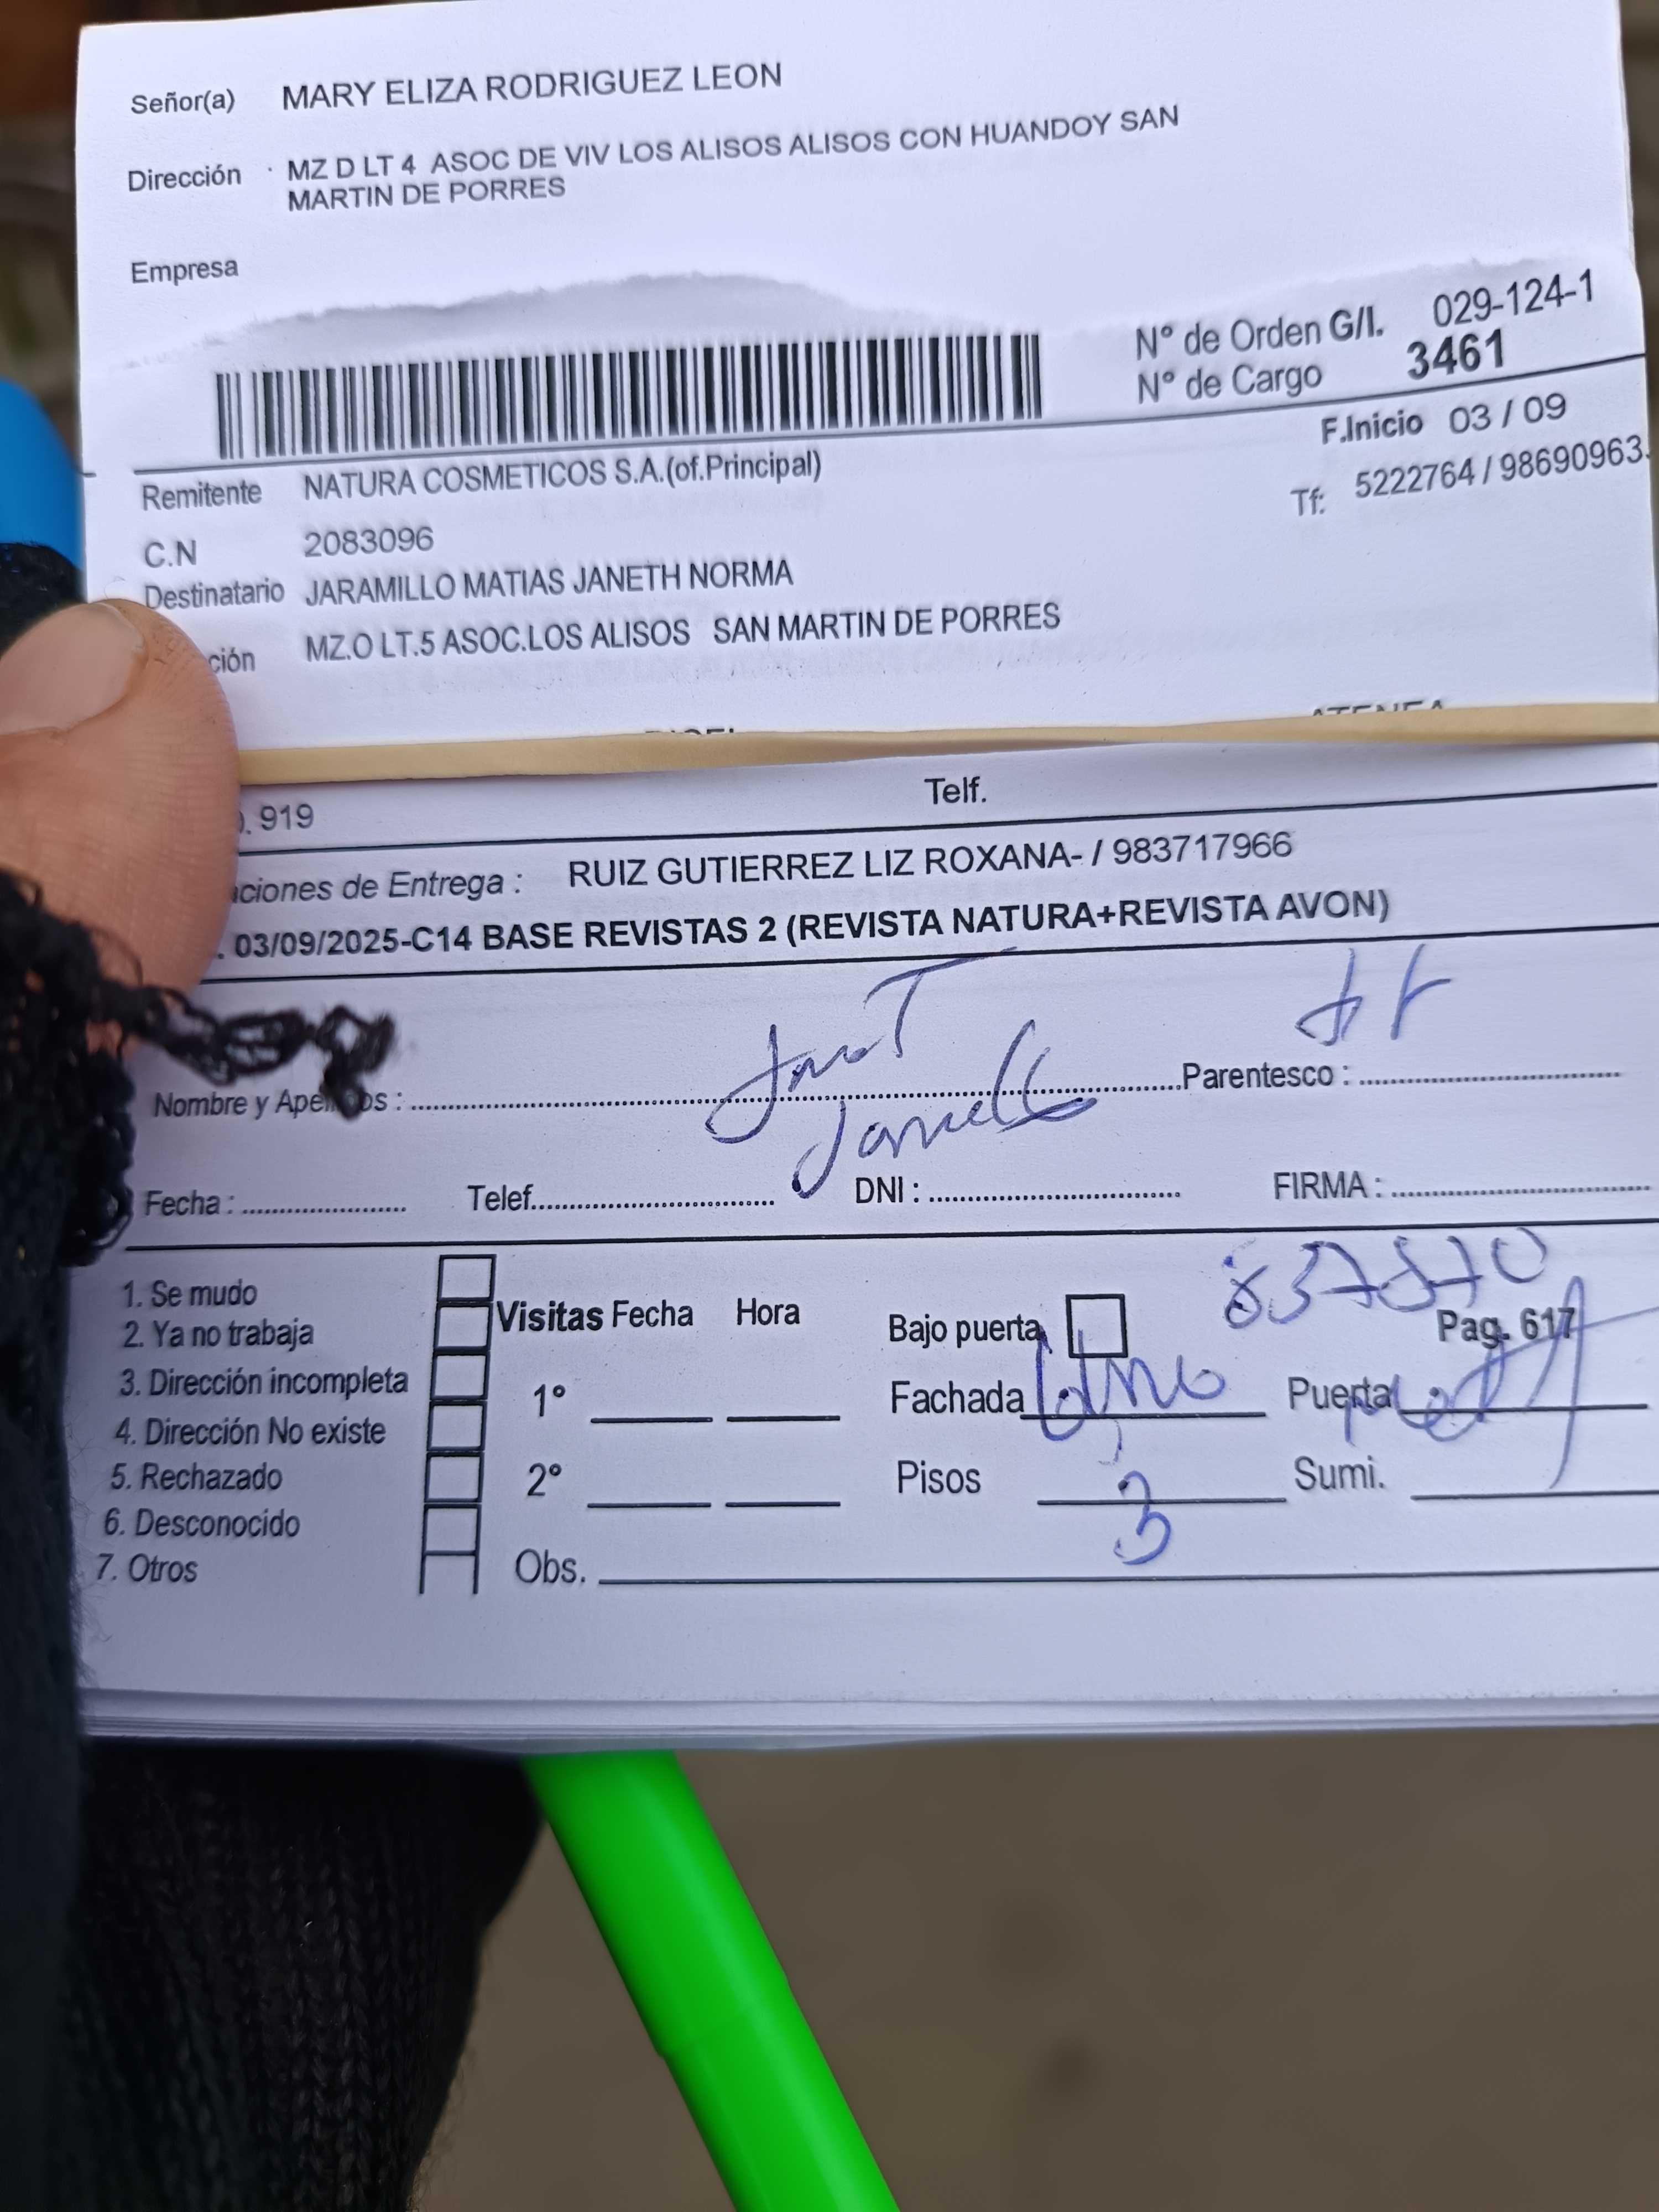 Señor(a) MARY ELIZA RODRIGUEZ LEON
Dirección MZ D LT 4 ASOC DE VIV LOS ALISOS ALISOS CON HUANDOY SAN
MARTIN DE PORRES
Empresa
N° de Orden G/I. 029-124-1
N° de Cargo 3461
F.Inicio 03 / 09
Remitente NATURA COSMETICOS S.A.(of.Principal)
Tf: 5222764 / 98690963
C.N 2083096
Destinatario JARAMILLO MATIAS JANETH NORMA
ción MZ.O LT.5 ASOC.LOS ALISOS SAN MARTIN DE PORRES
. 919 Telf.
ciones de Entrega : RUIZ GUTIERREZ LIZ ROXANA- / 983717966
. 03/09/2025-C14 BASE REVISTAS 2 (REVISTA NATURA+REVISTA AVON)
Nombre y Apellidos : Parentesco :
Fecha : Telef. DNI : FIRMA :
1. Se mudo
2. Ya no trabaja
3. Dirección incompleta
4. Dirección No existe
5. Rechazado
6. Desconocido
7. Otros
Visitas Fecha Hora
1°
2°
Obs.
Bajo puerta Pag. 617
Fachada Puerta
Pisos 3 Sumi.